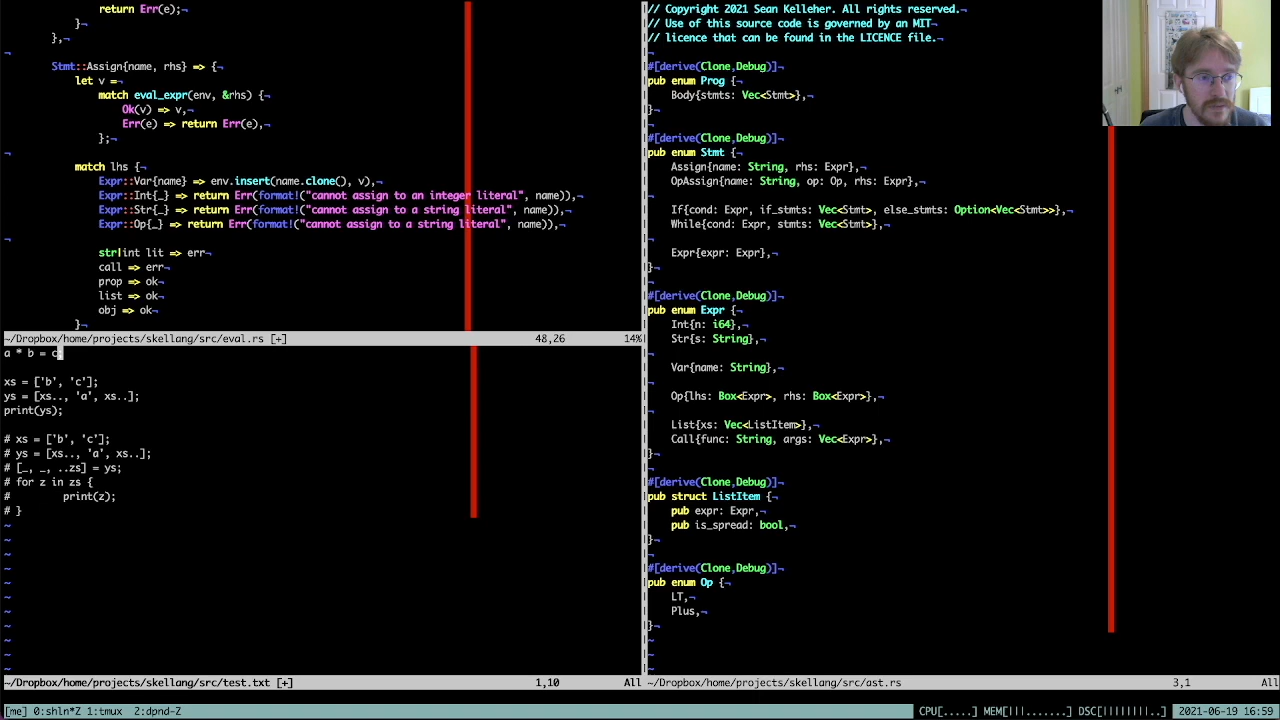 return Err(e);¬
            }¬
        },¬
¬
        Stmt::Assign{name, rhs} => {¬
            let v =¬
                match eval_expr(env, &rhs) {¬
                    Ok(v) => v,¬
                    Err(e) => return Err(e),¬
                };¬
¬
            match lhs {¬
                Expr::Var{name} => env.insert(name.clone(), v),¬
                Expr::Int{_} => return Err(format!("cannot assign to an integer literal", name)),¬
                Expr::Str{_} => return Err(format!("cannot assign to a string literal", name)),¬
                Expr::Op{_} => return Err(format!("cannot assign to a string literal", name)),¬
¬
                str|int lit => err¬
                call => err¬
                prop => ok¬
                list => ok¬
                obj => ok¬
            }¬
~/Dropbox/home/projects/skellang/src/eval.rs [+] 48,26 14%
a * b = c;
xs = ['b', 'c'];
ys = [xs.., 'a', xs..];
print(ys);
# xs = ['b', 'c'];
# ys = [xs.., 'a', xs..];
# [_, _, ..zs] = ys;
# for z in zs {
#         print(z);
# }
~
~
~
~
~
~
~
~
~
~
~
~/Dropbox/home/projects/skellang/src/test.txt [+] 1,10 All
// Copyright 2021 Sean Kelleher. All rights reserved.¬
// Use of this source code is governed by an MIT¬
// licence that can be found in the LICENCE file.¬
¬
#[derive(Clone,Debug)]¬
pub enum Prog {¬
    Body{stmts: Vec<Stmt>},¬
}¬
¬
#[derive(Clone,Debug)]¬
pub enum Stmt {¬
    Assign{name: String, rhs: Expr},¬
    OpAssign{name: String, op: Op, rhs: Expr},¬
¬
    If{cond: Expr, if_stmts: Vec<Stmt>, else_stmts: Option<Vec<Stmt>>},¬
    While{cond: Expr, stmts: Vec<Stmt>},¬
¬
    Expr{expr: Expr},¬
}¬
¬
#[derive(Clone,Debug)]¬
pub enum Expr {¬
    Int{n: i64},¬
    Str{s: String},¬
¬
    Var{name: String},¬
¬
    Op{lhs: Box<Expr>, rhs: Box<Expr>},¬
¬
    List{xs: Vec<ListItem>},¬
    Call{func: String, args: Vec<Expr>},¬
}¬
¬
#[derive(Clone,Debug)]¬
pub struct ListItem {¬
    pub expr: Expr,¬
    pub is_spread: bool,¬
}¬
¬
#[derive(Clone,Debug)]¬
pub enum Op {¬
    LT,¬
    Plus,¬
}¬
~
~
~
~/Dropbox/home/projects/skellang/src/ast.rs 3,1 All
[me] 0:shln*Z 1:tmux  2:dpnd-Z CPU[.....] MEM[|||.......] DSC[||||||||..] 2021-06-19 16:59